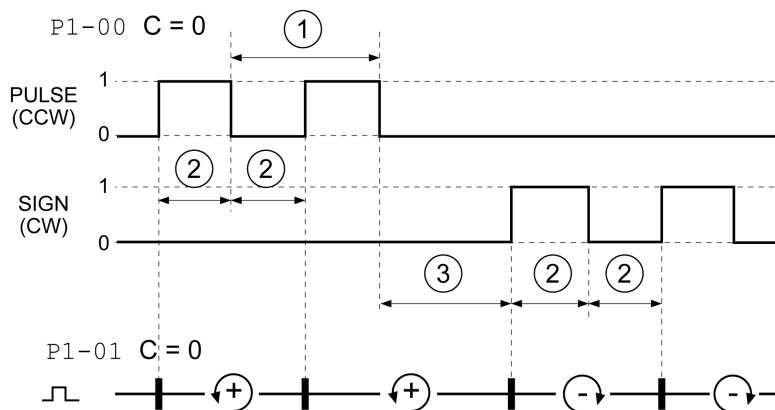 P1-00 C = 0
1
1
PULSE
(CCW)
0
2 2
1
SIGN
(CW)
0
3 2 2
P1-01 C = 0
+ + - -